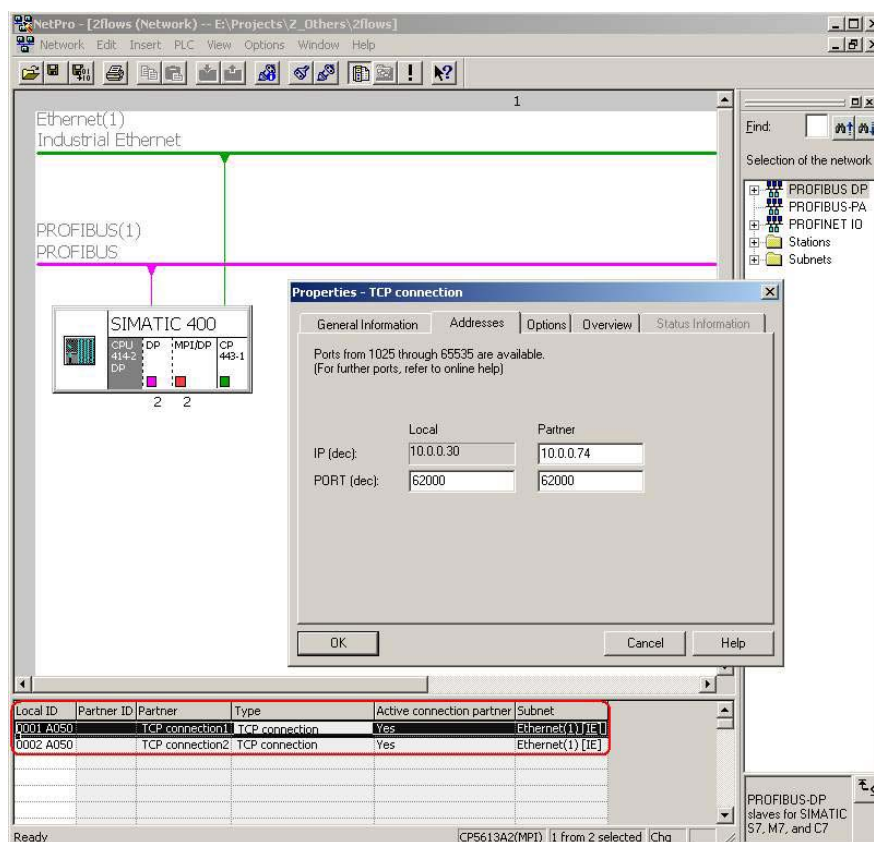 NetPro - [2flows (Network) -- E:\Projects\Z_Others\2flows]
Network Edit Insert PLC View Options Window Help
1
Ethernet(1)
Industrial Ethernet
PROFIBUS(1)
PROFIBUS
SIMATIC 400
CPU 414-2 DP
DP
MPI/DP
CP 443-1
2 2
Find:
Selection of the network
PROFIBUS DP
PROFIBUS-PA
PROFINET IO
Stations
Subnets
Properties - TCP connection
General Information Addresses Options Overview Status Information
Ports from 1025 through 65535 are available.
(For further ports, refer to online help)
Local Partner
IP (dec): 10.0.0.30 10.0.0.74
PORT (dec): 62000 62000
OK Cancel Help
Local ID Partner ID Partner Type Active connection partner Subnet
0001 A050 TCP connection1 TCP connection Yes Ethernet(1) [IE]
0002 A050 TCP connection2 TCP connection Yes Ethernet(1) [IE]
PROFIBUS-DP
slaves for SIMATIC
S7, M7, and C7
Ready CP5613A2(MPI) 1 from 2 selected Chg